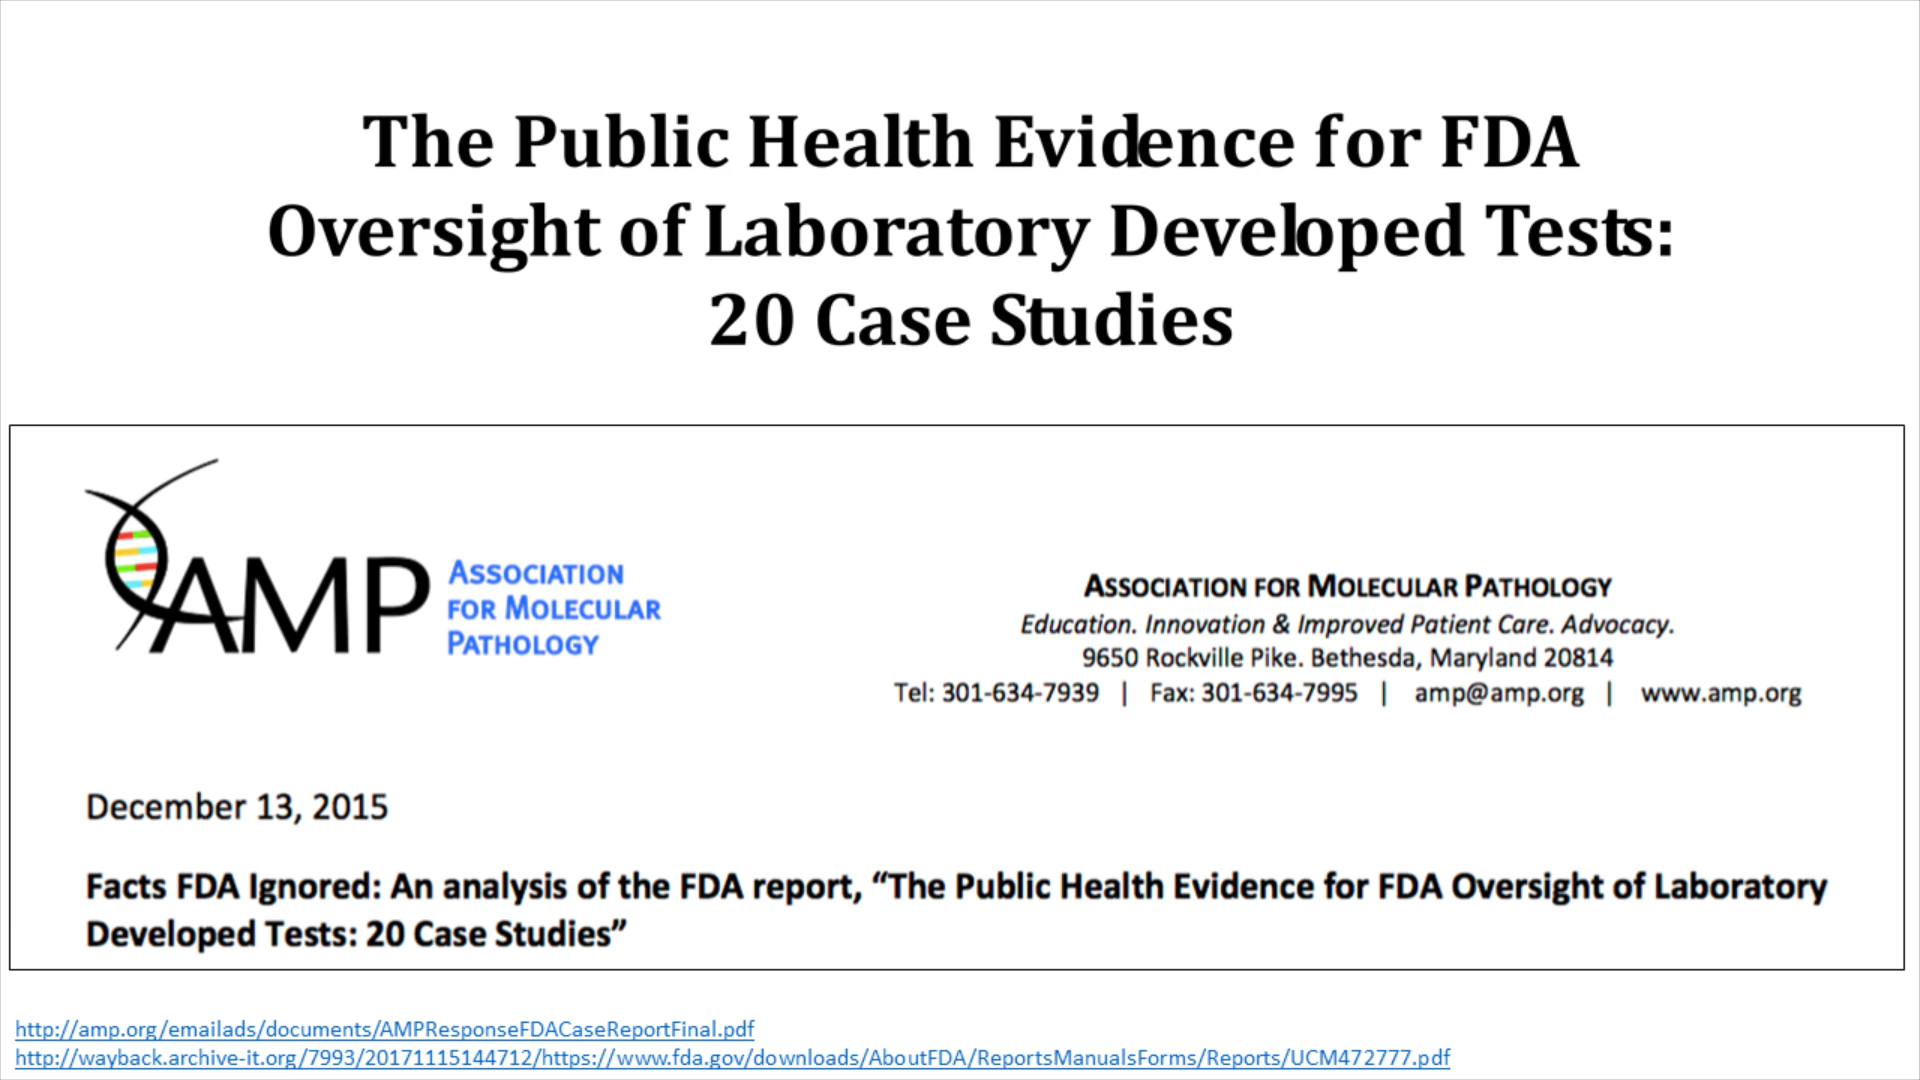 The Public Health Evidence for FDA
Oversight of Laboratory Developed Tests:
20 Case Studies
AMP
ASSOCIATION
FOR MOLECULAR
PATHOLOGY
ASSOCIATION FOR MOLECULAR PATHOLOGY
Education. Innovation & Improved Patient Care. Advocacy.
9650 Rockville Pike. Bethesda, Maryland 20814
Tel: 301-634-7939 | Fax: 301-634-7995 | amp@amp.org | www.amp.org
December 13, 2015
Facts FDA Ignored: An analysis of the FDA report, “The Public Health Evidence for FDA Oversight of Laboratory
Developed Tests: 20 Case Studies”
http://amp.org/emailads/documents/AMPResponseFDACaseReportFinal.pdf
http://wayback.archive-it.org/7993/20171115144712/https://www.fda.gov/downloads/AboutFDA/ReportsManualsForms/Reports/UCM472777.pdf